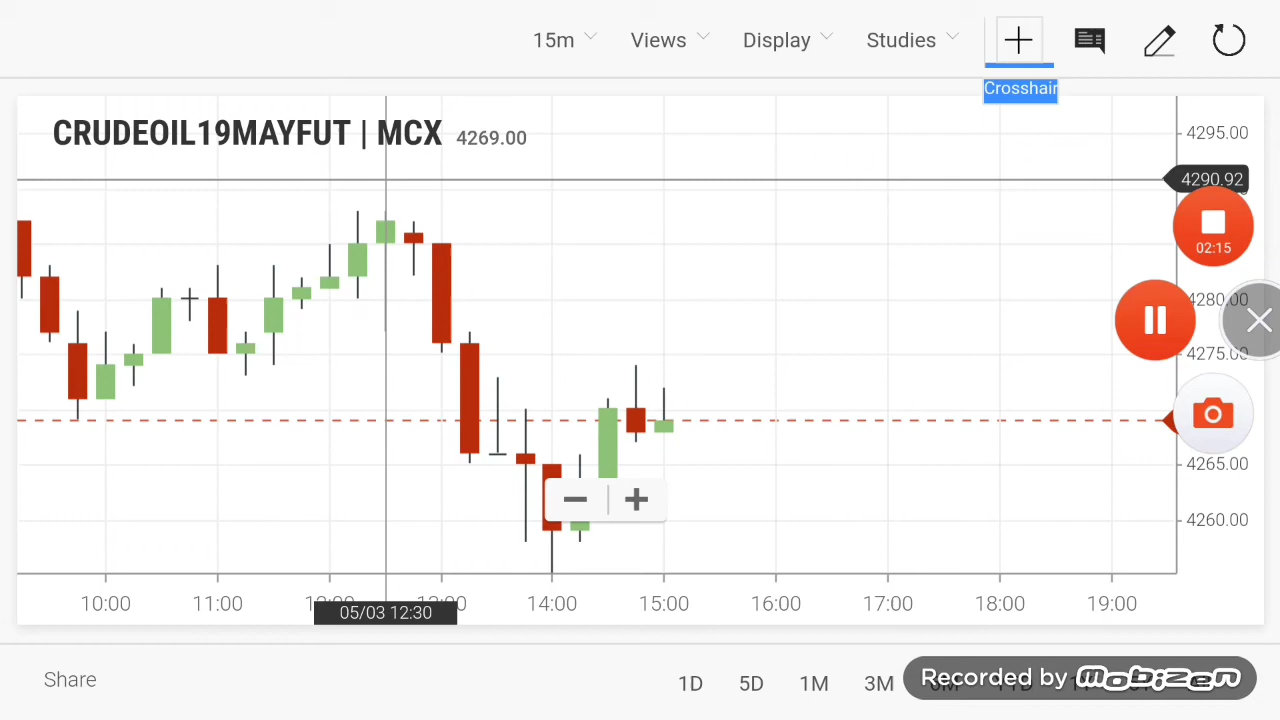 15m
Views
Display
Studies
Crosshair
CRUDEOIL19MAYFUT | MCX 4269.00
4295.00
4290.92
02:15
4280.00
4275.00
4265.00
4260.00
10:00
11:00
13:00
14:00
15:00
16:00
17:00
18:00
19:00
05/03 12:30
Share
1D
5D
1M
3M
Recorded by mobizen